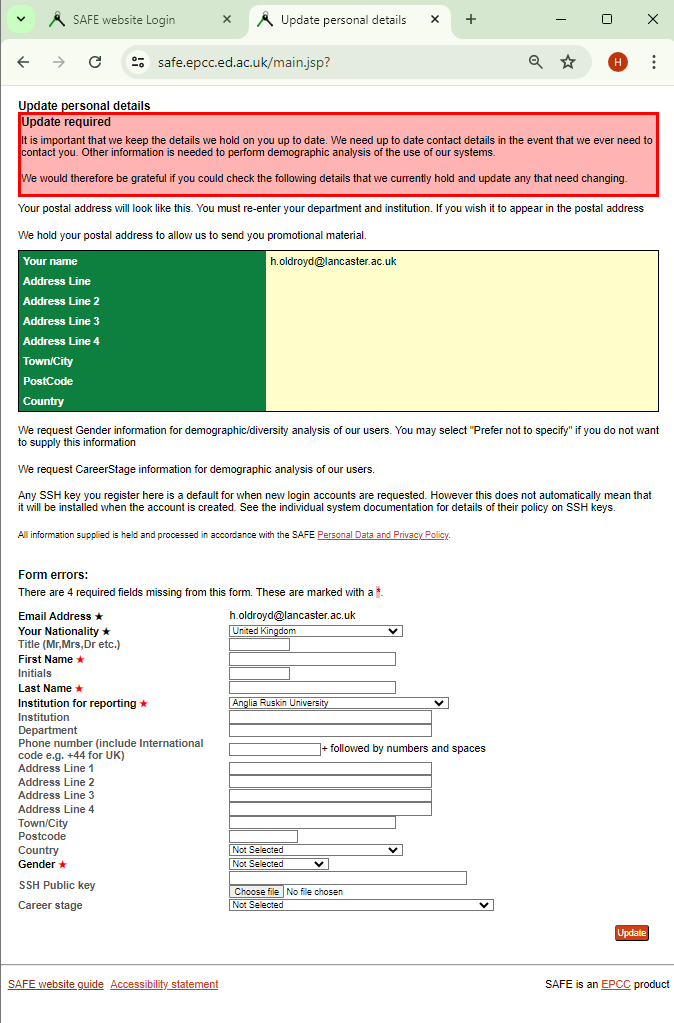 SAFE website Login
Update personal details
safe.epcc.ed.ac.uk/main.jsp?
H
Update personal details
Update required
It is important that we keep the details we hold on you up to date. We need up to date contact details in the event that we ever need to
contact you. Other information is needed to perform demographic analysis of the use of our systems.
We would therefore be grateful if you could check the following details that we currently hold and update any that need changing.
Your postal address will look like this. You must re-enter your department and institution. If you wish it to appear in the postal address
We hold your postal address to allow us to send you promotional material.
Your name h.oldroyd@lancaster.ac.uk
Address Line
Address Line 2
Address Line 3
Address Line 4
Town/City
PostCode
Country
We request Gender information for demographic/diversity analysis of our users. You may select "Prefer not to specify" if you do not want
to supply this information
We request CareerStage information for demographic analysis of our users.
Any SSH key you register here is a default for when new login accounts are requested. However this does not automatically mean that
it will be installed when the account is created. See the individual system documentation for details of their policy on SSH keys.
All information supplied is held and processed in accordance with the SAFE Personal Data and Privacy Policy.
Form errors:
There are 4 required fields missing from this form. These are marked with a *.
Email Address ★ h.oldroyd@lancaster.ac.uk
Your Nationality ★ United Kingdom
Title (Mr,Mrs,Dr etc.)
First Name ★
Initials
Last Name ★
Institution for reporting ★ Anglia Ruskin University
Institution
Department
Phone number (include International
code e.g. +44 for UK) + followed by numbers and spaces
Address Line 1
Address Line 2
Address Line 3
Address Line 4
Town/City
Postcode
Country Not Selected
Gender ★ Not Selected
SSH Public key
Choose file No file chosen
Career stage Not Selected
Update
SAFE website guide Accessibility statement SAFE is an EPCC product